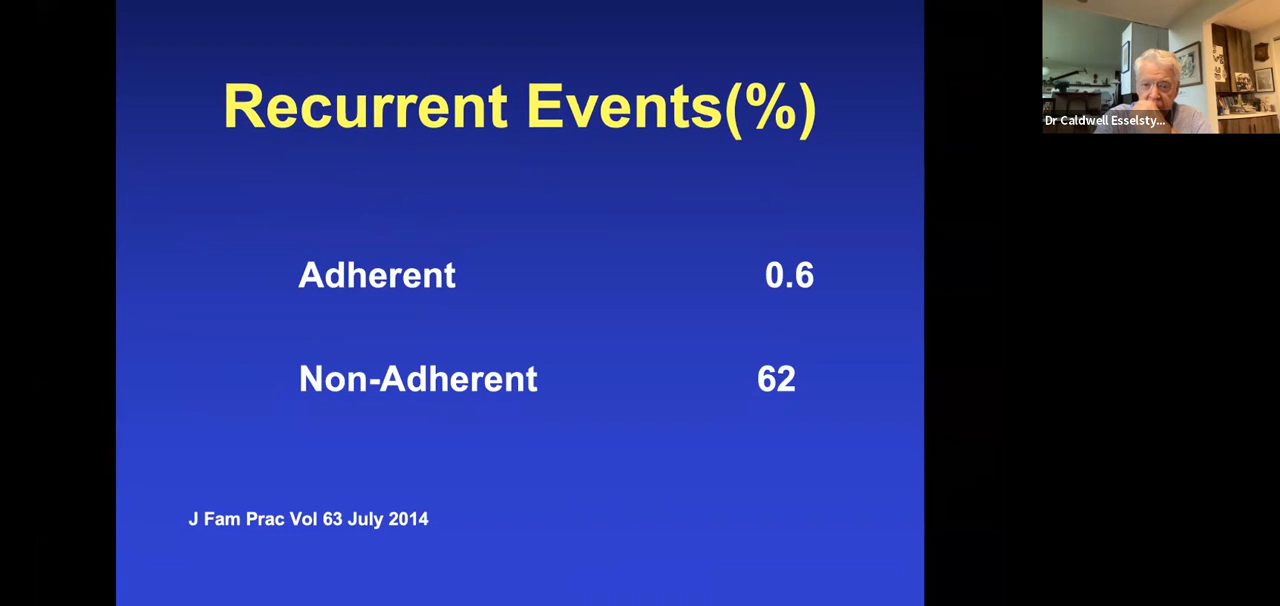 Recurrent Events(%)
Adherent 0.6
Non-Adherent 62
J Fam Prac Vol 63 July 2014
Dr Caldwell Esselsty...